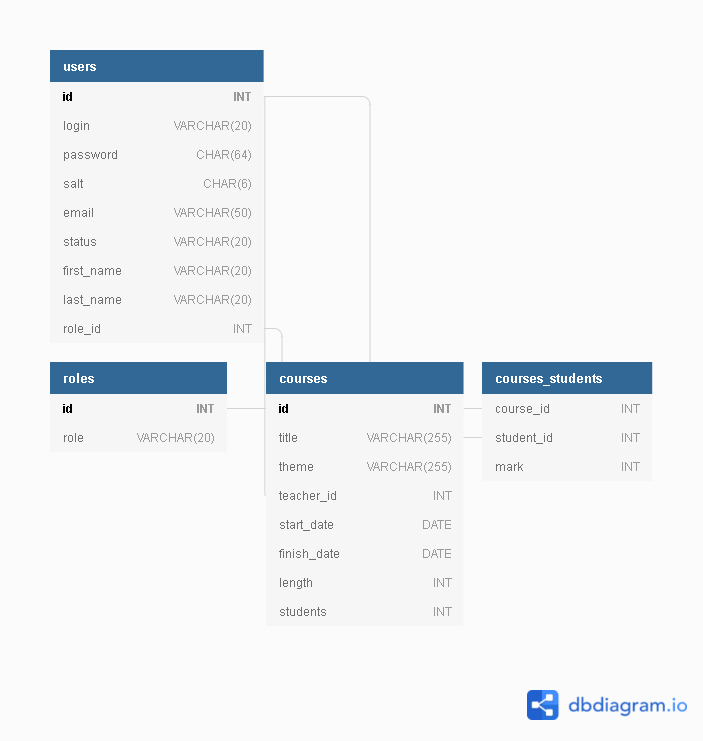 users
id INT
login VARCHAR(20)
password CHAR(64)
salt CHAR(6)
email VARCHAR(50)
status VARCHAR(20)
first_name VARCHAR(20)
last_name VARCHAR(20)
role_id INT
roles
id INT
role VARCHAR(20)
courses
id INT
title VARCHAR(255)
theme VARCHAR(255)
teacher_id INT
start_date DATE
finish_date DATE
length INT
students INT
courses_students
course_id INT
student_id INT
mark INT
dbdiagram.io